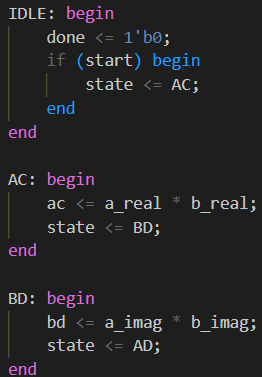 IDLE: begin
    done <= 1'b0;
    if (start) begin
        state <= AC;
    end
end

AC: begin
    ac <= a_real * b_real;
    state <= BD;
end

BD: begin
    bd <= a_imag * b_imag;
    state <= AD;
end